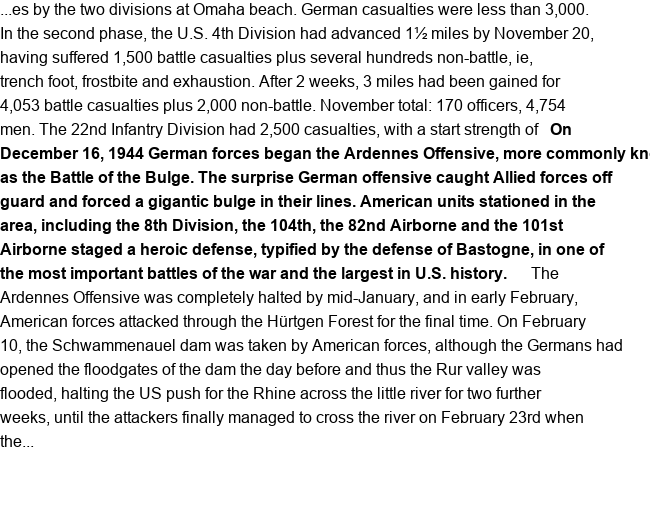 ...es by the two divisions at Omaha beach. German casualties were less than 3,000.
In the second phase, the U.S. 4th Division had advanced 1½ miles by November 20,
having suffered 1,500 battle casualties plus several hundreds non-battle, ie,
trench foot, frostbite and exhaustion. After 2 weeks, 3 miles had been gained for
4,053 battle casualties plus 2,000 non-battle. November total: 170 officers, 4,754
men. The 22nd Infantry Division had 2,500 casualties, with a start strength of On
December 16, 1944 German forces began the Ardennes Offensive, more commonly kn
as the Battle of the Bulge. The surprise German offensive caught Allied forces off
guard and forced a gigantic bulge in their lines. American units stationed in the
area, including the 8th Division, the 104th, the 82nd Airborne and the 101st
Airborne staged a heroic defense, typified by the defense of Bastogne, in one of
the most important battles of the war and the largest in U.S. history. The
Ardennes Offensive was completely halted by mid-January, and in early February,
American forces attacked through the Hürtgen Forest for the final time. On February
10, the Schwammenauel dam was taken by American forces, although the Germans had
opened the floodgates of the dam the day before and thus the Rur valley was
flooded, halting the US push for the Rhine across the little river for two further
weeks, until the attackers finally managed to cross the river on February 23rd when
the...